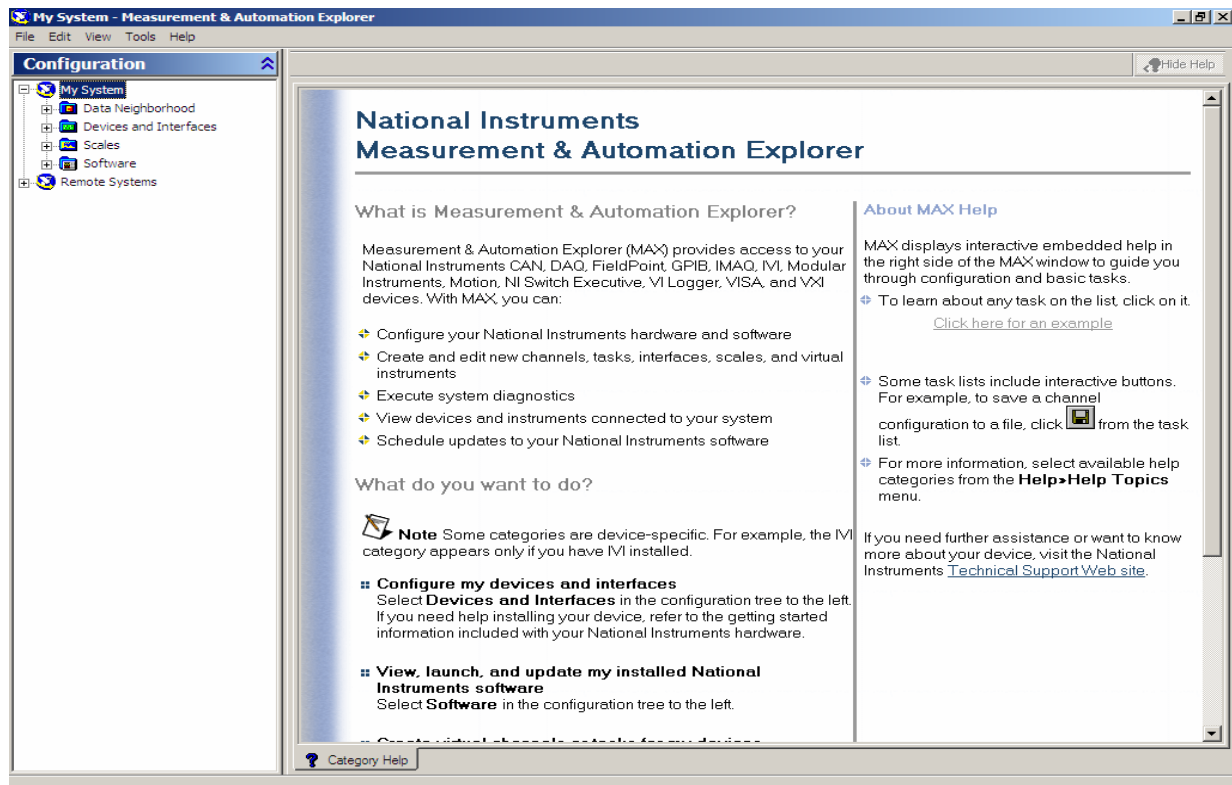 My System - Measurement & Automation Explorer
File Edit View Tools Help
Configuration
My System
Data Neighborhood
Devices and Interfaces
Scales
Software
Remote Systems
Hide Help
National Instruments
Measurement & Automation Explorer
What is Measurement & Automation Explorer?
Measurement & Automation Explorer (MAX) provides access to your
National Instruments CAN, DAQ, FieldPoint, GPIB, IMAQ, IVI, Modular
Instruments, Motion, NI Switch Executive, VI Logger, VISA, and VXI
devices. With MAX, you can:
Configure your National Instruments hardware and software
Create and edit new channels, tasks, interfaces, scales, and virtual
instruments
Execute system diagnostics
View devices and instruments connected to your system
Schedule updates to your National Instruments software
What do you want to do?
Note Some categories are device-specific. For example, the IVI
category appears only if you have IVI installed.
Configure my devices and interfaces
Select Devices and Interfaces in the configuration tree to the left.
If you need help installing your device, refer to the getting started
information included with your National Instruments hardware.
View, launch, and update my installed National
Instruments software
Select Software in the configuration tree to the left.
Create virtual channels or tasks for my devices
About MAX Help
MAX displays interactive embedded help in
the right side of the MAX window to guide you
through configuration and basic tasks.
To learn about any task on the list, click on it.
Click here for an example
Some task lists include interactive buttons.
For example, to save a channel
configuration to a file, click from the task
list.
For more information, select available help
categories from the Help»Help Topics
menu.
If you need further assistance or want to know
more about your device, visit the National
Instruments Technical Support Web site.
Category Help